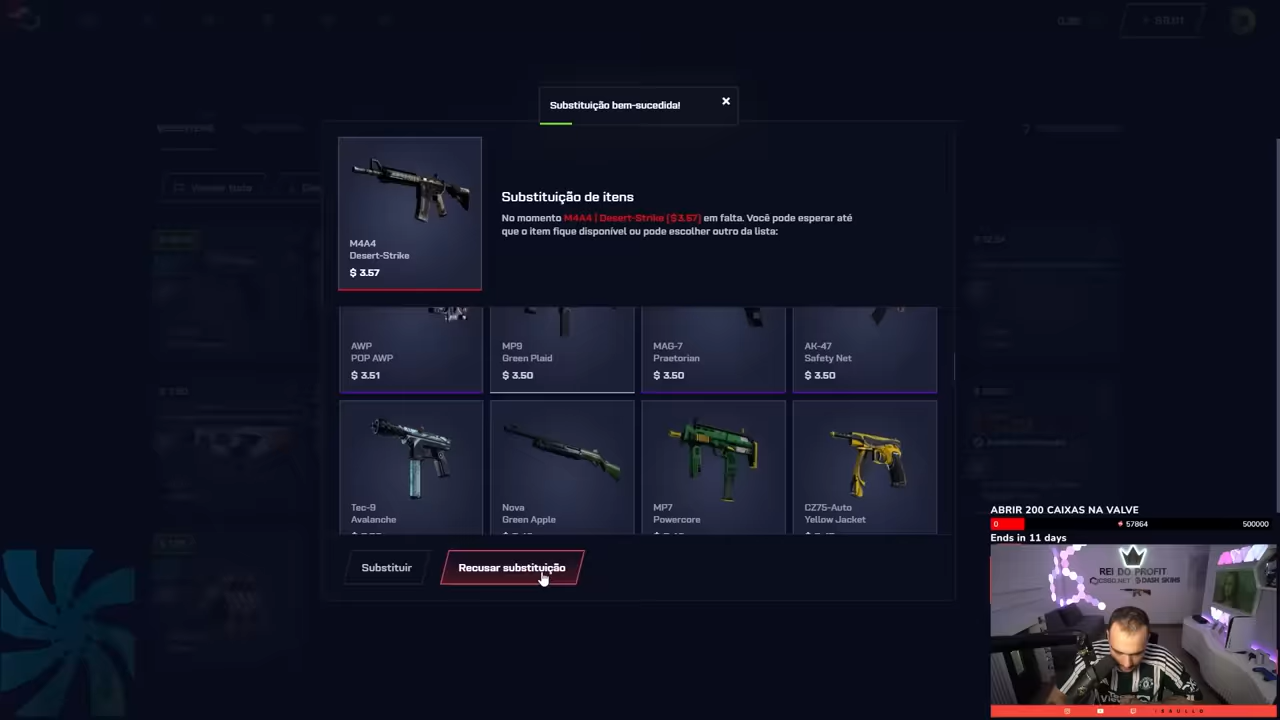 Substituição bem-sucedida!
M4A4
Desert-Strike
$ 3.57
Substituição de itens
No momento M4A4 | Desert-Strike ($3.57) em falta. Você pode esperar até
que o item fique disponível ou pode escolher outro da lista:
AWP
POP AWP
$ 3.51
MP9
Green Plaid
$ 3.50
MAG-7
Praetorian
$ 3.50
AK-47
Safety Net
$ 3.50
Tec-9
Avalanche
Nova
Green Apple
MP7
Powercore
CZ75-Auto
Yellow Jacket
Substituir
Recusar substituição
ABRIR 200 CAIXAS NA VALVE
0
57864
500000
Ends in 11 days
REI DO PROFIT
CSGO.NET DASH SKINS